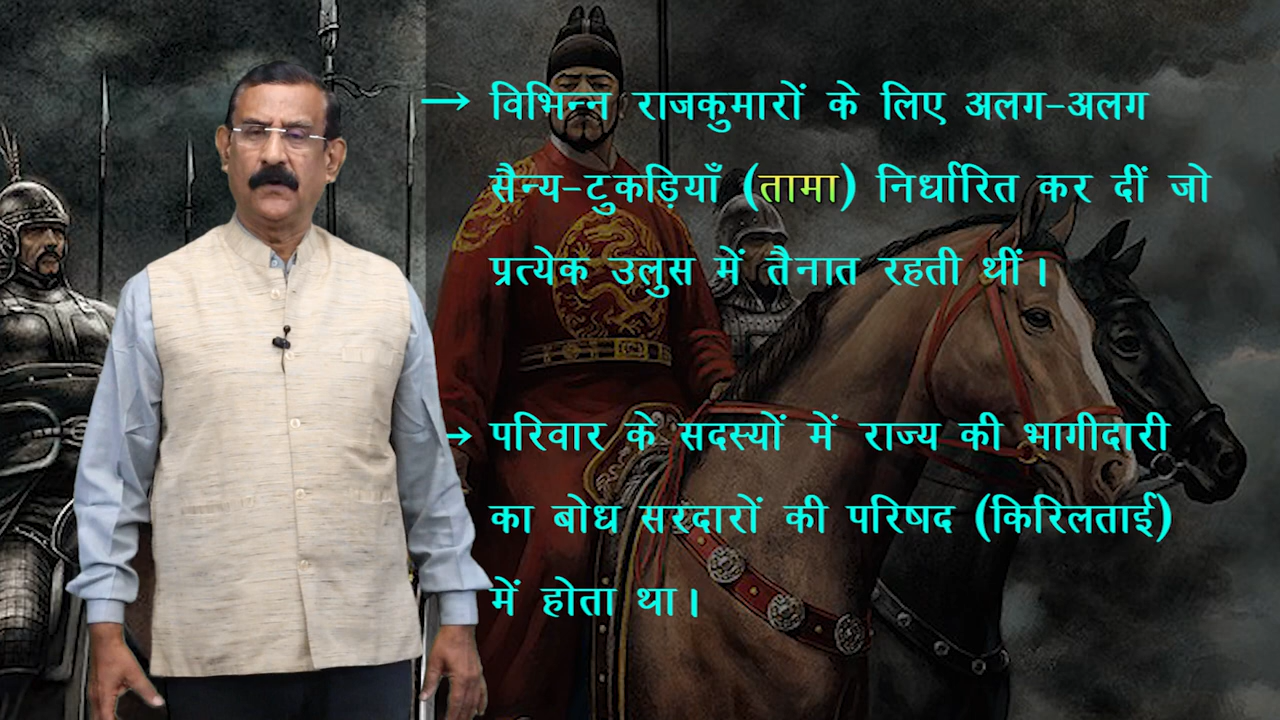 → विभिन्न राजकुमारों के लिए अलग-अलग
सैन्य-टुकड़ियाँ (तामा) निर्धारित कर दीं जो
प्रत्येक उलुस में तैनात रहती थीं।
→ परिवार के सदस्यों में राज्य की भागीदारी
का बोध सरदारों की परिषद (किरिलताई)
में होता था।